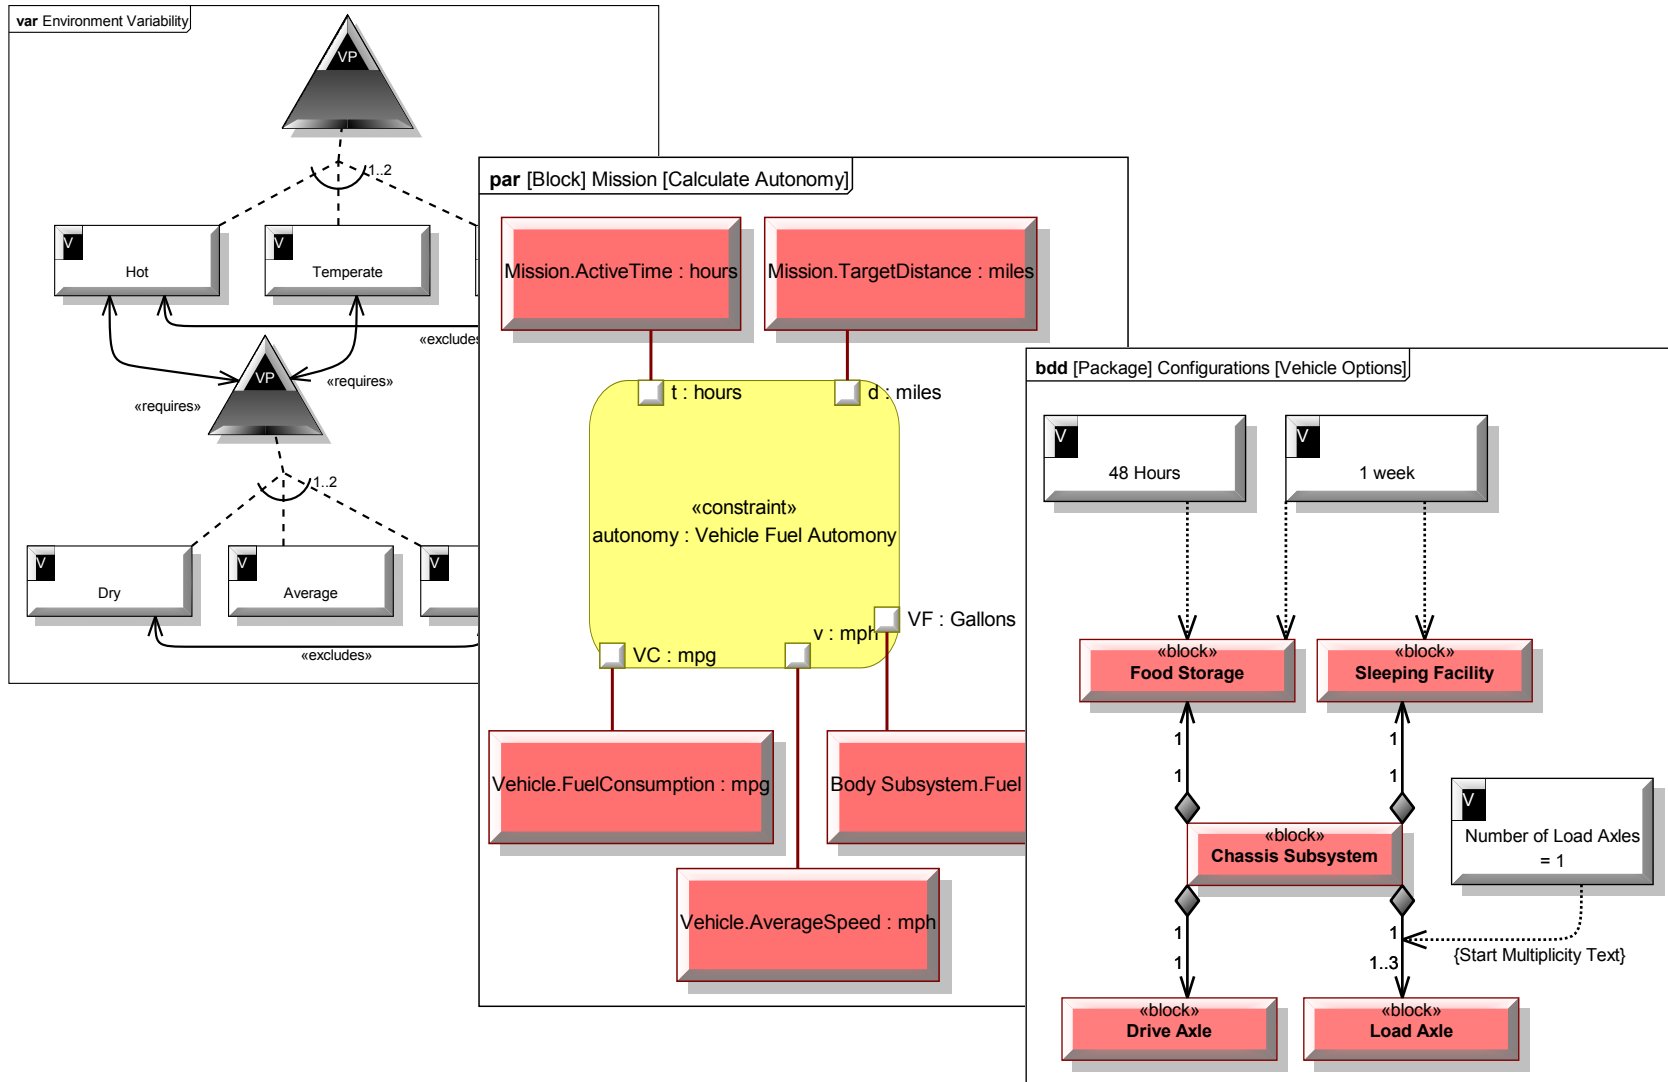 var Environment Variability
VP
1..2
V
Hot
V
Temperate
«excludes
VP
«requires»
«requires»
1..2
V
Dry
V
Average
V
«excludes»
par [Block] Mission [Calculate Autonomy]
Mission.ActiveTime : hours
Mission.TargetDistance : miles
t : hours
d : miles
«constraint»
autonomy : Vehicle Fuel Automony
VF : Gallons
v : mph
VC : mpg
Vehicle.FuelConsumption : mpg
Body Subsystem.Fuel
Vehicle.AverageSpeed : mph
bdd [Package] Configurations [Vehicle Options]
V
48 Hours
V
1 week
«block»
Food Storage
«block»
Sleeping Facility
1
1
1
1
V
Number of Load Axles
= 1
«block»
Chassis Subsystem
1
1
1
1..3
{Start Multiplicity Text}
«block»
Drive Axle
«block»
Load Axle